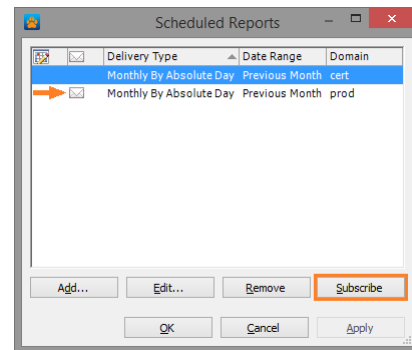 Scheduled Reports
Delivery Type Date Range Domain
Monthly By Absolute Day Previous Month cert
Monthly By Absolute Day Previous Month prod
Add... Edit... Remove Subscribe
OK Cancel Apply